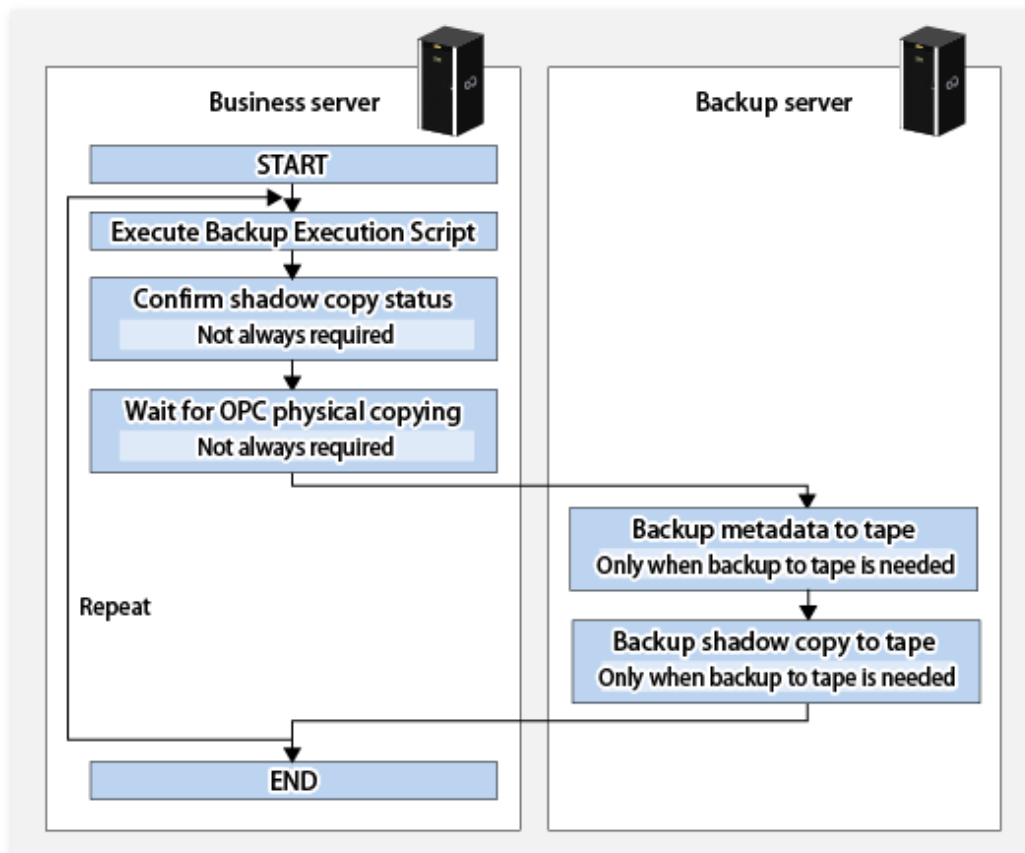 Business server
Backup server
START
Execute Backup Execution Script
Confirm shadow copy status
Not always required
Wait for OPC physical copying
Not always required
Backup metadata to tape
Only when backup to tape is needed
Repeat
Backup shadow copy to tape
Only when backup to tape is needed
END